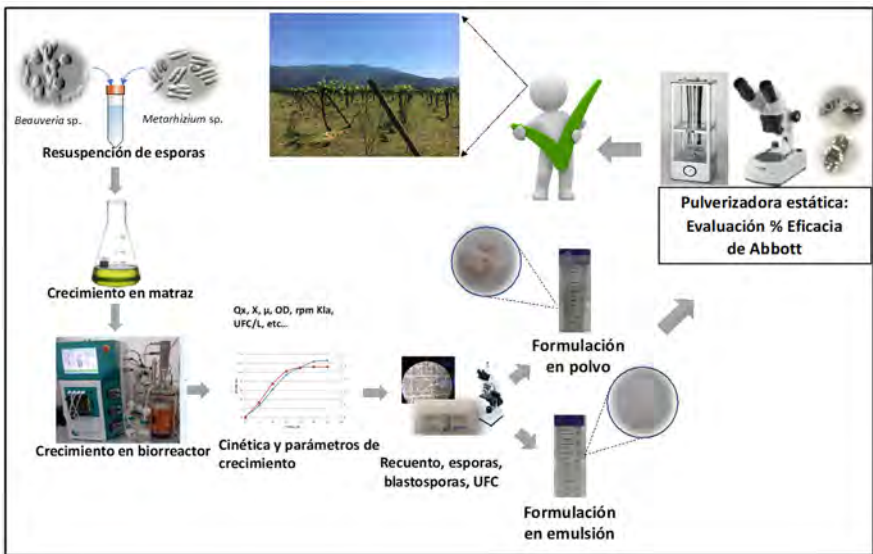 Beauveria sp.
Metarhizium sp.
Resuspención de esporas
Crecimiento en matraz
Crecimiento en biorreactor
Qx, X, μ, OD, rpm Kla,
UFC/L, etc...
Cinética y parámetros de
crecimiento
Recuento, esporas,
blastosporas, UFC
Formulación
en polvo
Formulación
en emulsión
Pulverizadora estática:
Evaluación % Eficacia
de Abbott